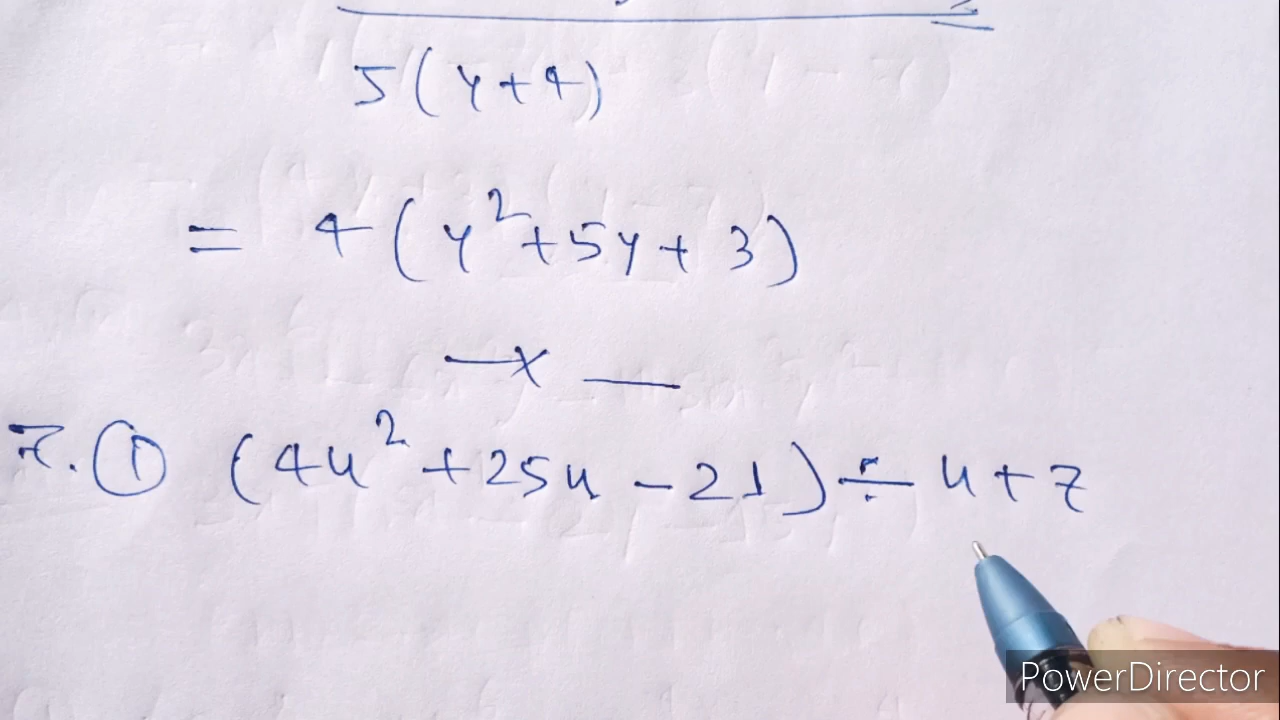 5(y+4)
= 4(y²+5y+3)
—x—
7. ① (4u²+25u-21)÷u+7
PowerDirector